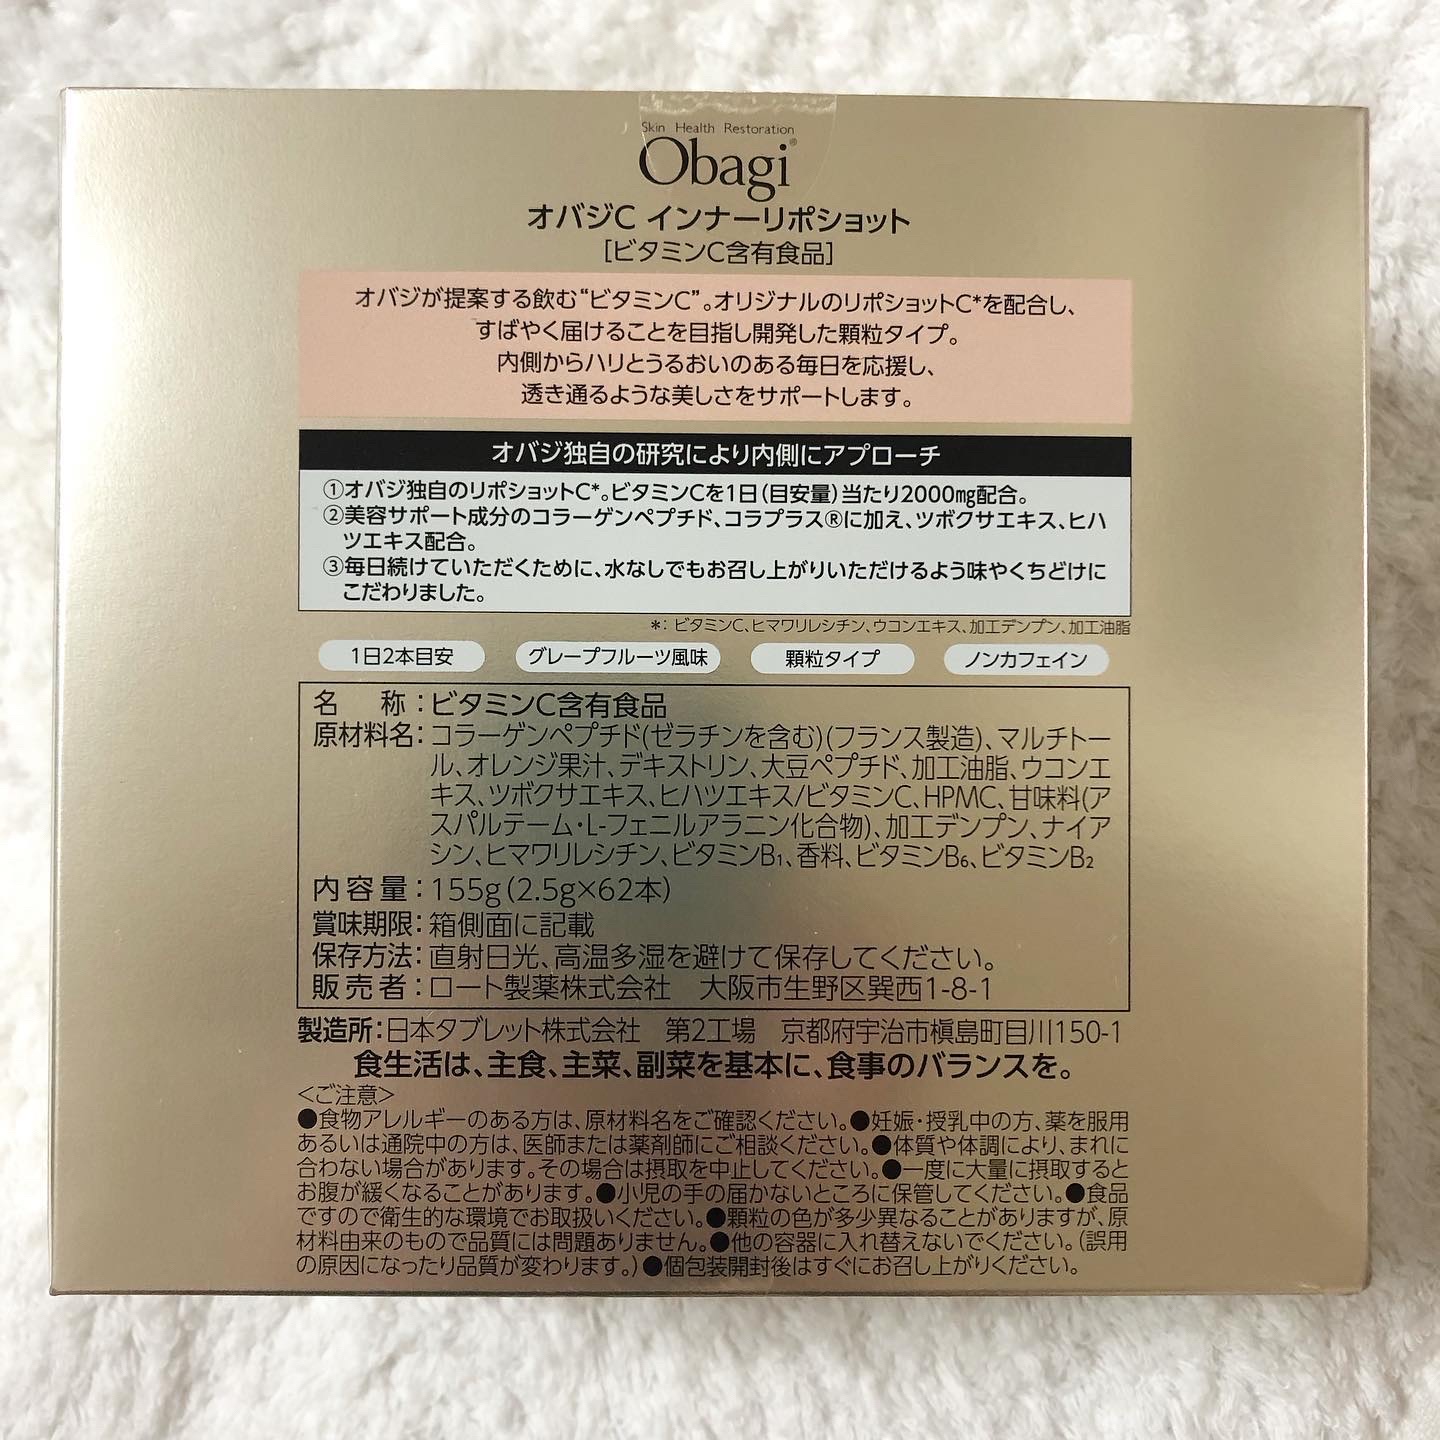 Skin Health Restoration
Obagi®
オバジC インナーリポショット
[ビタミンC含有食品]
オバジが提案する飲む“ビタミンC”。オリジナルのリポショットC*を配合し、
すばやく届けることを目指し開発した顆粒タイプ。
内側からハリとうるおいのある毎日を応援し、
透き通るような美しさをサポートします。
オバジ独自の研究により内側にアプローチ
①オバジ独自のリポショットC*。ビタミンCを1日(目安量)当たり2000mg配合。
②美容サポート成分のコラーゲンペプチド、コラプラス®に加え、ツボクサエキス、ヒハ
ツエキス配合。
③毎日続けていただくために、水なしでもお召し上がりいただけるよう味やくちどけに
こだわりました。
*: ビタミンC、ヒマワリレシチン、ウコンエキス、加工デンプン、加工油脂
1日2本目安 グレープフルーツ風味 顆粒タイプ ノンカフェイン
名称:ビタミンC含有食品
原材料名:コラーゲンペプチド(ゼラチンを含む)(フランス製造)、マルチトー
ル、オレンジ果汁、デキストリン、大豆ペプチド、加工油脂、ウコンエ
キス、ツボクサエキス、ヒハツエキス/ビタミンC、HPMC、甘味料(ア
スパルテーム・L-フェニルアラニン化合物)、加工デンプン、ナイア
シン、ヒマワリレシチン、ビタミンB₁、香料、ビタミンB₆、ビタミンB₂
内容量:155g(2.5g×62本)
賞味期限:箱側面に記載
保存方法:直射日光、高温多湿を避けて保存してください。
販売者:ロート製薬株式会社 大阪市生野区巽西1-8-1
製造所:日本タブレット株式会社 第2工場 京都府宇治市槇島町目川150-1
食生活は、主食、主菜、副菜を基本に、食事のバランスを。
<ご注意>
●食物アレルギーのある方は、原材料名をご確認ください。●妊娠・授乳中の方、薬を服用
あるいは通院中の方は、医師または薬剤師にご相談ください。●体質や体調により、まれに
合わない場合があります。その場合は摂取を中止してください。●一度に大量に摂取すると
お腹が緩くなることがあります。●小児の手の届かないところに保管してください。●食品
ですので衛生的な環境でお取扱いください。●顆粒の色が多少異なることがありますが、原
材料由来のもので品質には問題ありません。●他の容器に入れ替えないでください。(誤用
の原因になったり品質が変わります。)●個包装開封後はすぐにお召し上がりください。